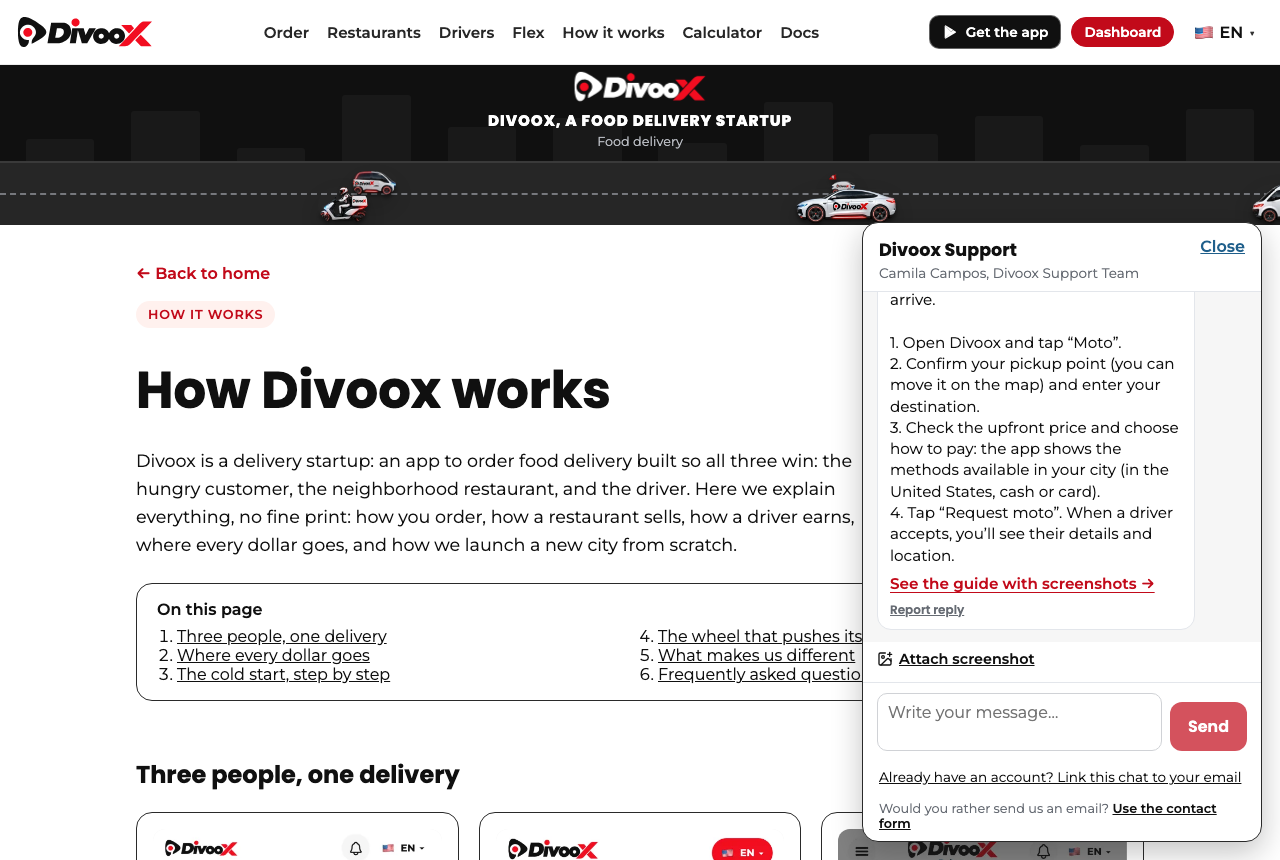 DivooX
Order Restaurants Drivers Flex How it works Calculator Docs
Get the app
Dashboard
EN
DivooX
DIVOOX, A FOOD DELIVERY STARTUP
Food delivery
DivooX
← Back to home
HOW IT WORKS
How Divoox works
Divoox is a delivery startup: an app to order food delivery built so all three win: the
hungry customer, the neighborhood restaurant, and the driver. Here we explain
everything, no fine print: how you order, how a restaurant sells, how a driver earns,
where every dollar goes, and how we launch a new city from scratch.
On this page
1. Three people, one delivery
2. Where every dollar goes
3. The cold start, step by step
4. The wheel that pushes its
5. What makes us different
6. Frequently asked questio
Three people, one delivery
DivooX
EN
DivooX
EN
DivooX
EN
Divoox Support
Close
Camila Campos, Divoox Support Team
arrive.
1. Open Divoox and tap “Moto”.
2. Confirm your pickup point (you can
move it on the map) and enter your
destination.
3. Check the upfront price and choose
how to pay: the app shows the
methods available in your city (in the
United States, cash or card).
4. Tap “Request moto”. When a driver
accepts, you’ll see their details and
location.
See the guide with screenshots →
Report reply
Attach screenshot
Write your message...
Send
Already have an account? Link this chat to your email
Would you rather send us an email? Use the contact
form